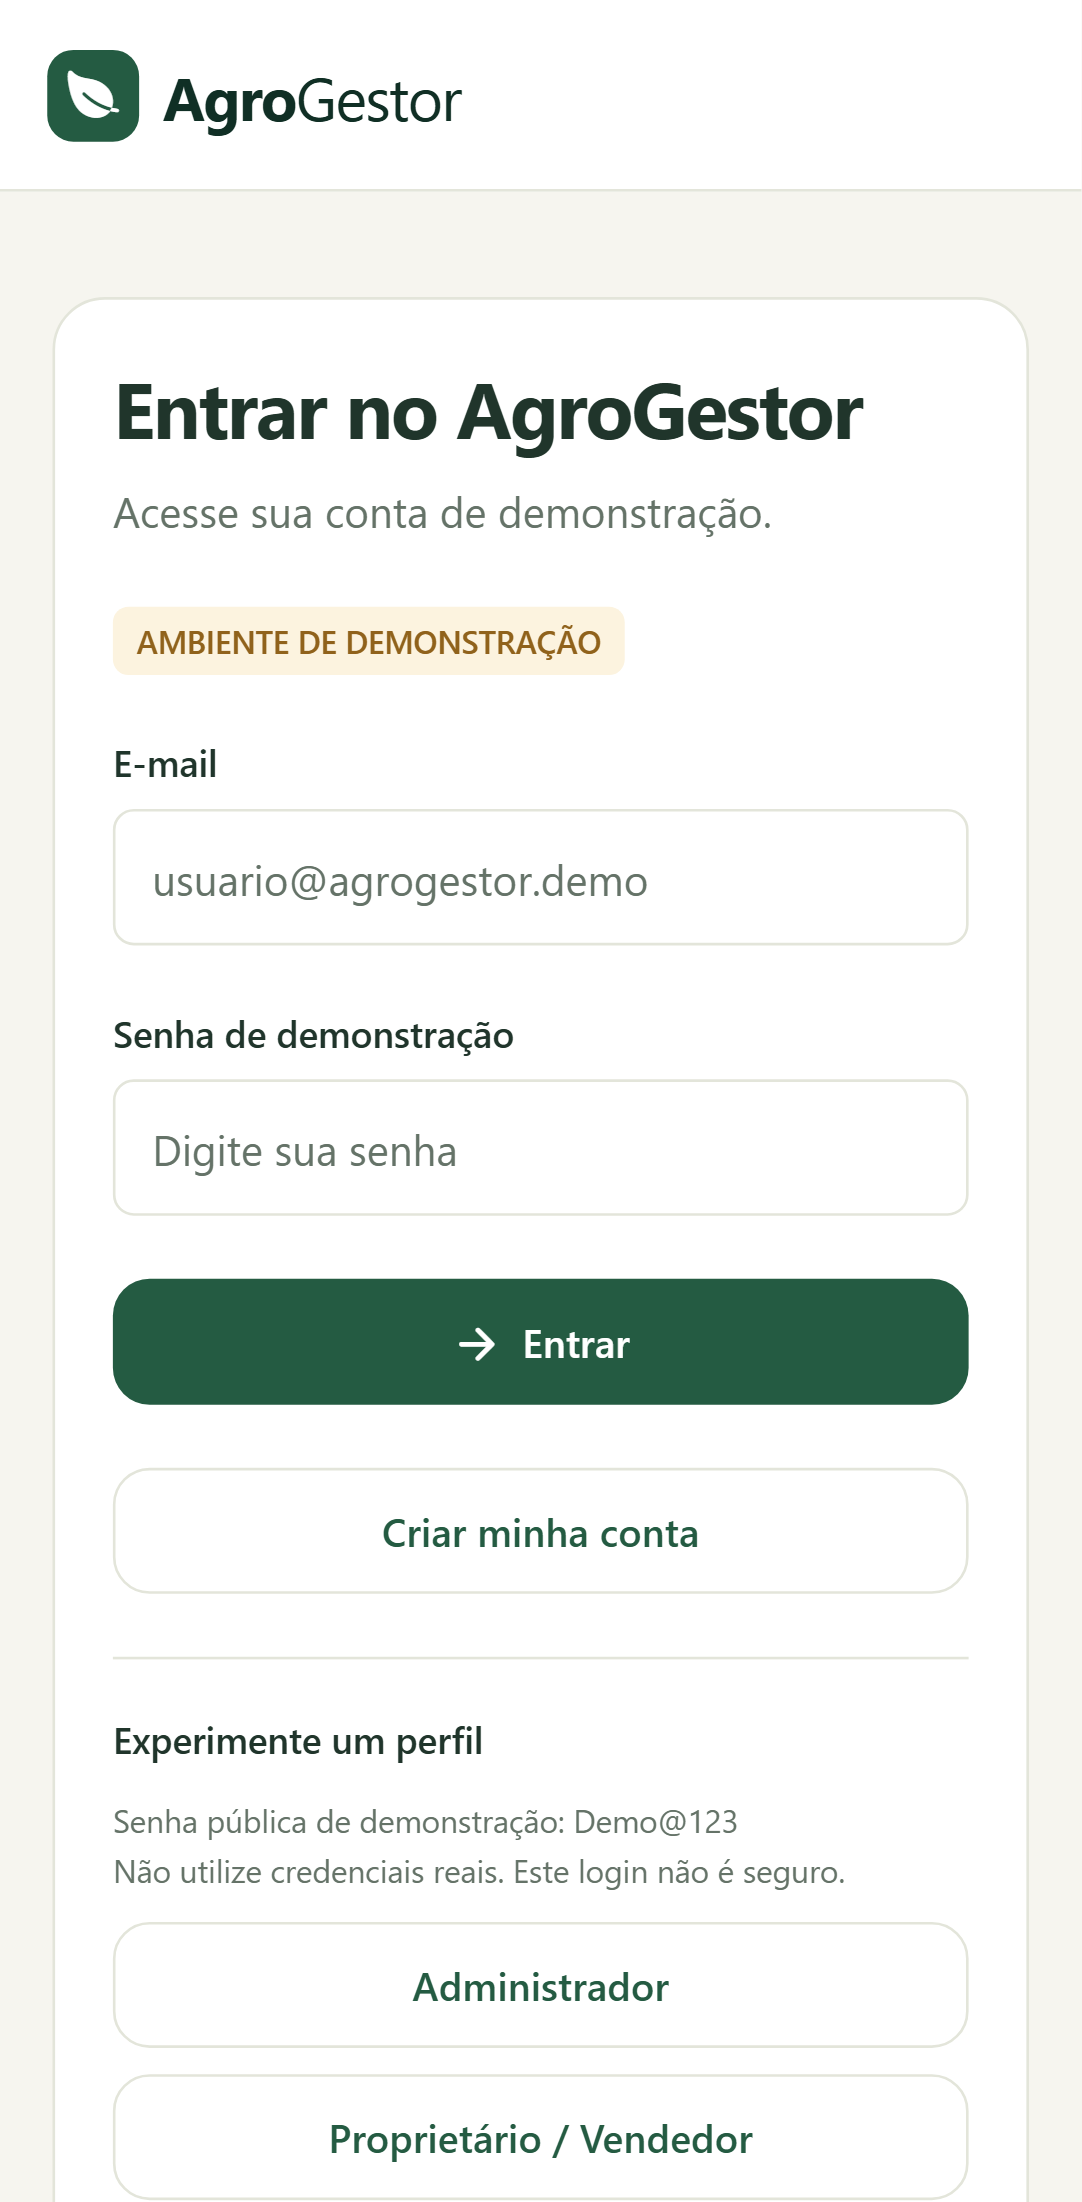 AgroGestor
Entrar no AgroGestor
Acesse sua conta de demonstração.
AMBIENTE DE DEMONSTRAÇÃO
E-mail
usuario@agrogestor.demo
Senha de demonstração
Digite sua senha
→ Entrar
Criar minha conta
Experimente um perfil
Senha pública de demonstração: Demo@123
Não utilize credenciais reais. Este login não é seguro.
Administrador
Proprietário / Vendedor